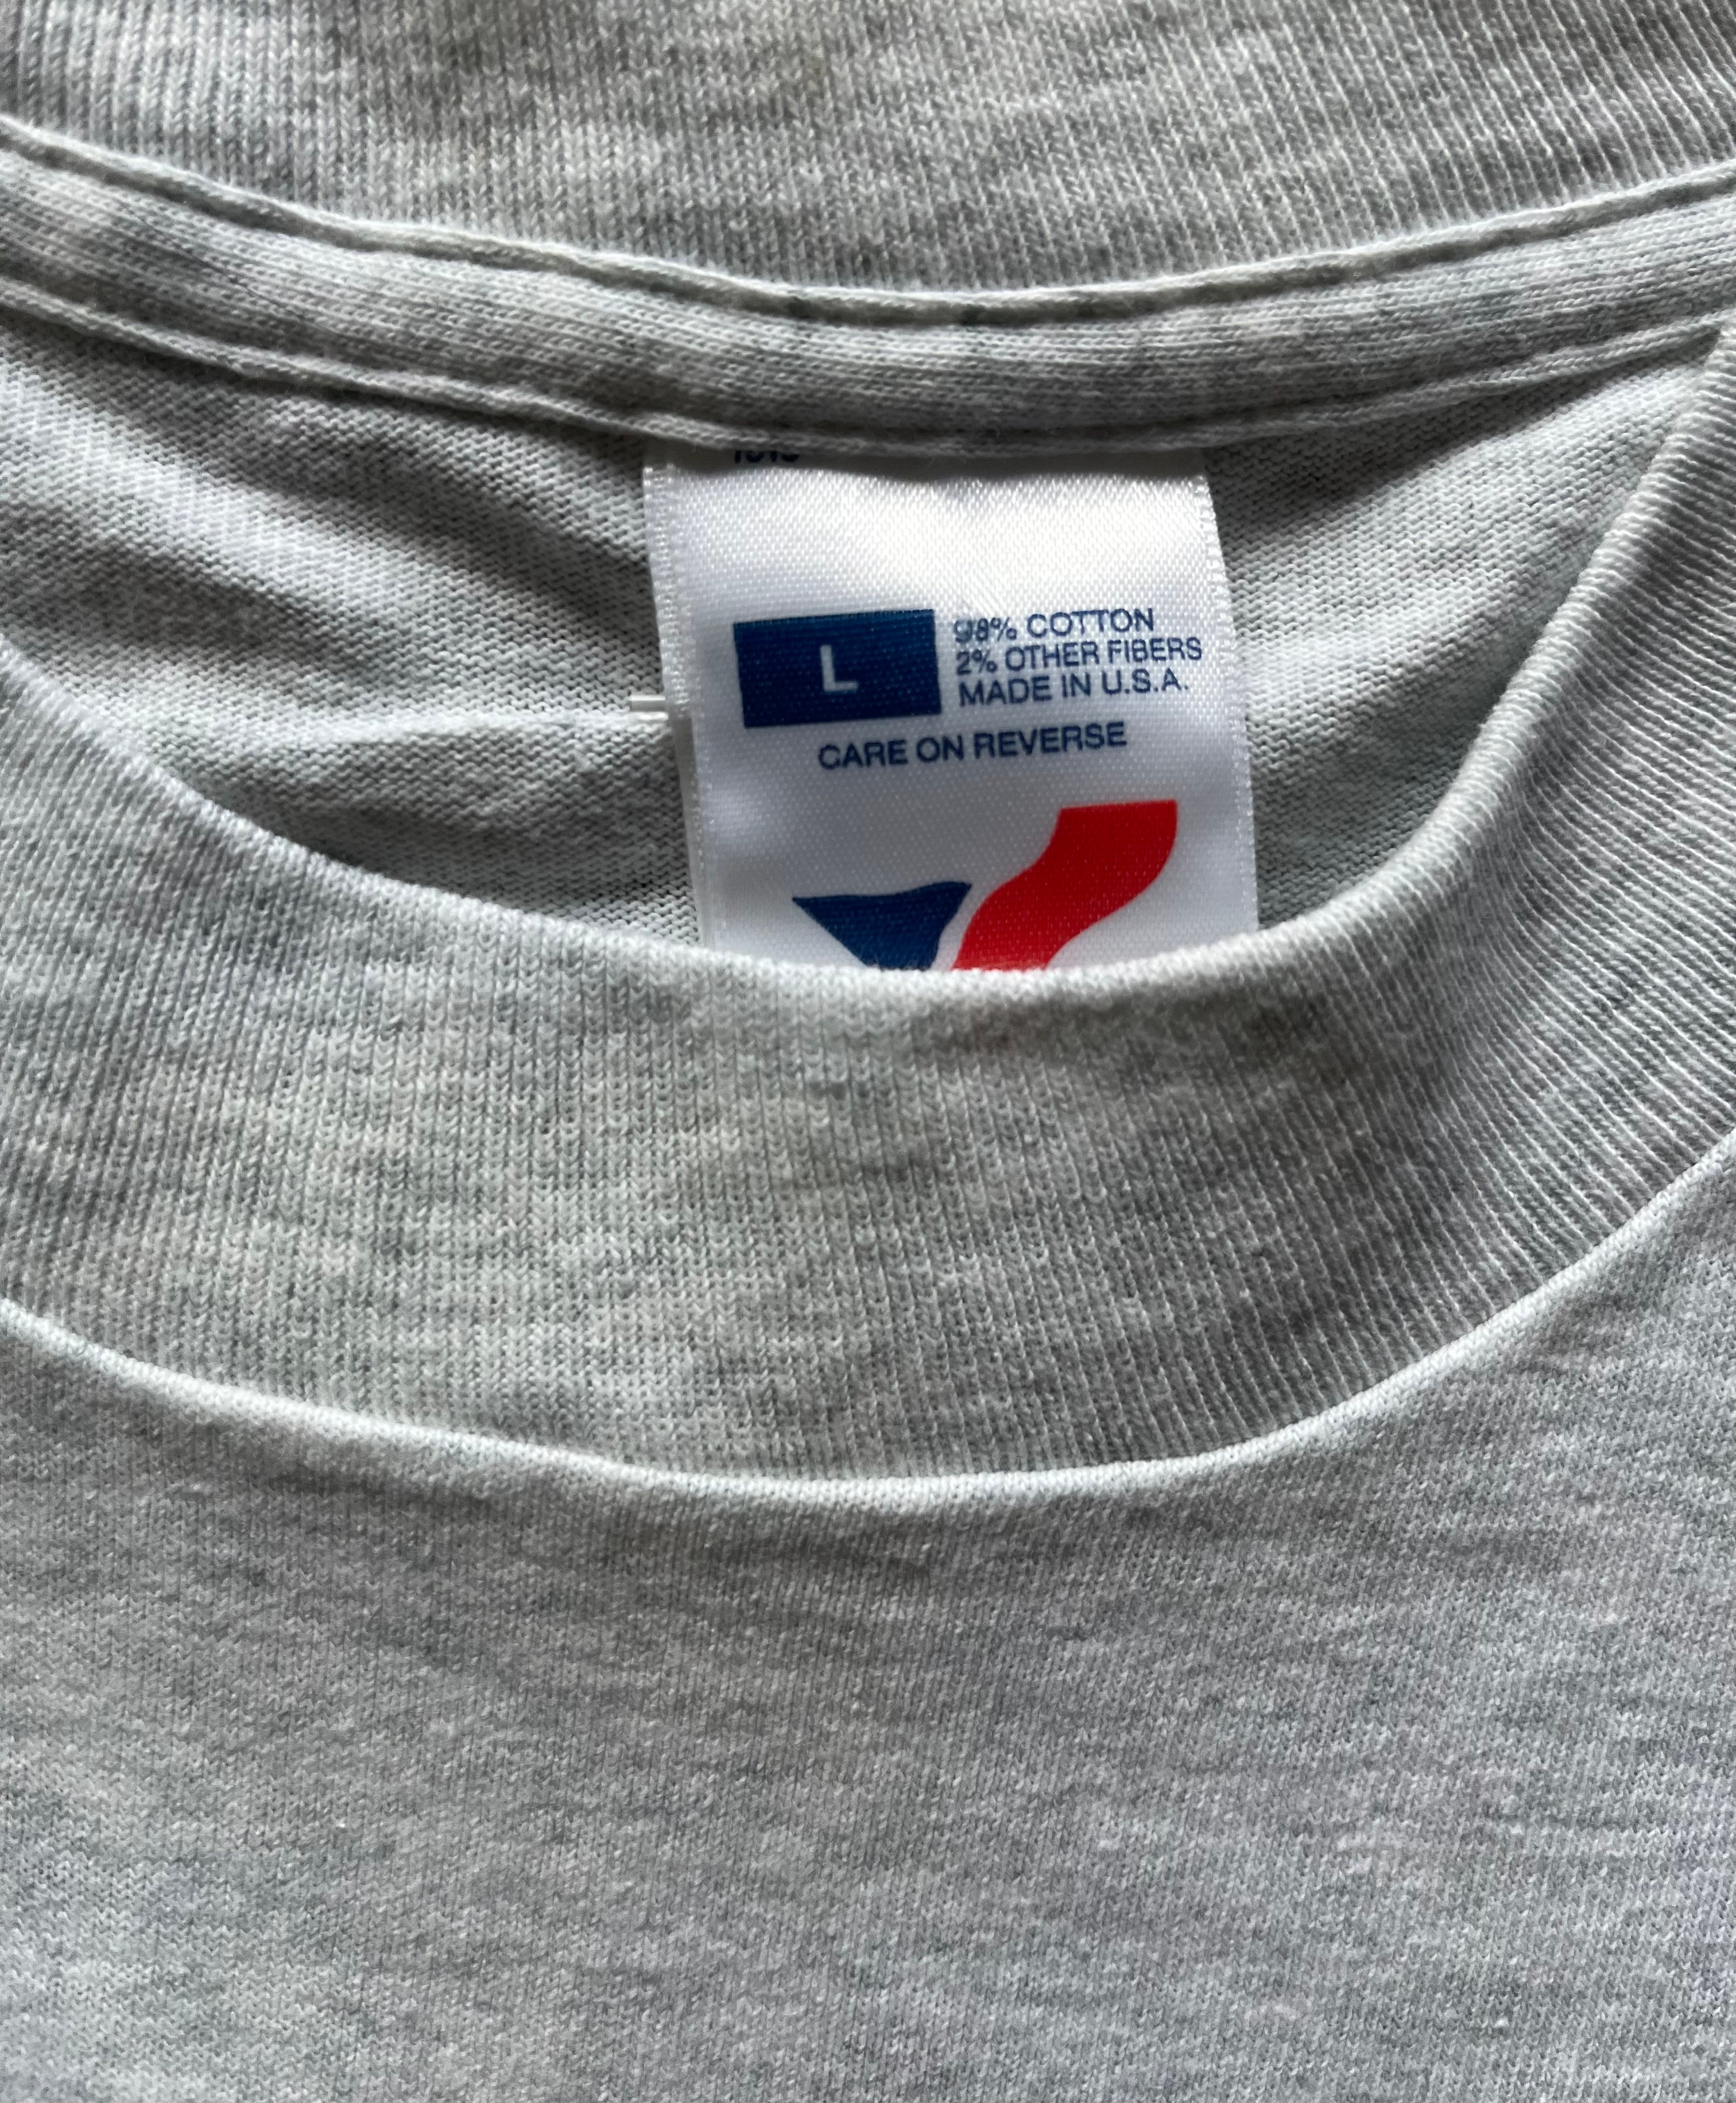 L
98% COTTON
2% OTHER FIBERS
MADE IN U.S.A.
CARE ON REVERSE